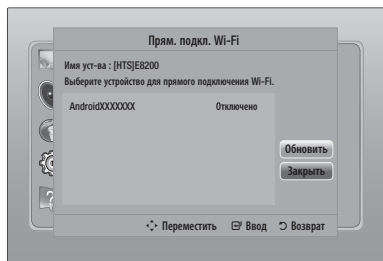 Прям. подкл. Wi-Fi
Имя уст-ва : [HTS]E8200
Выберите устройство для прямого подключения Wi-Fi.
AndroidXXXXXXX Отключено
Обновить
Закрыть
Переместить Ввод Возврат